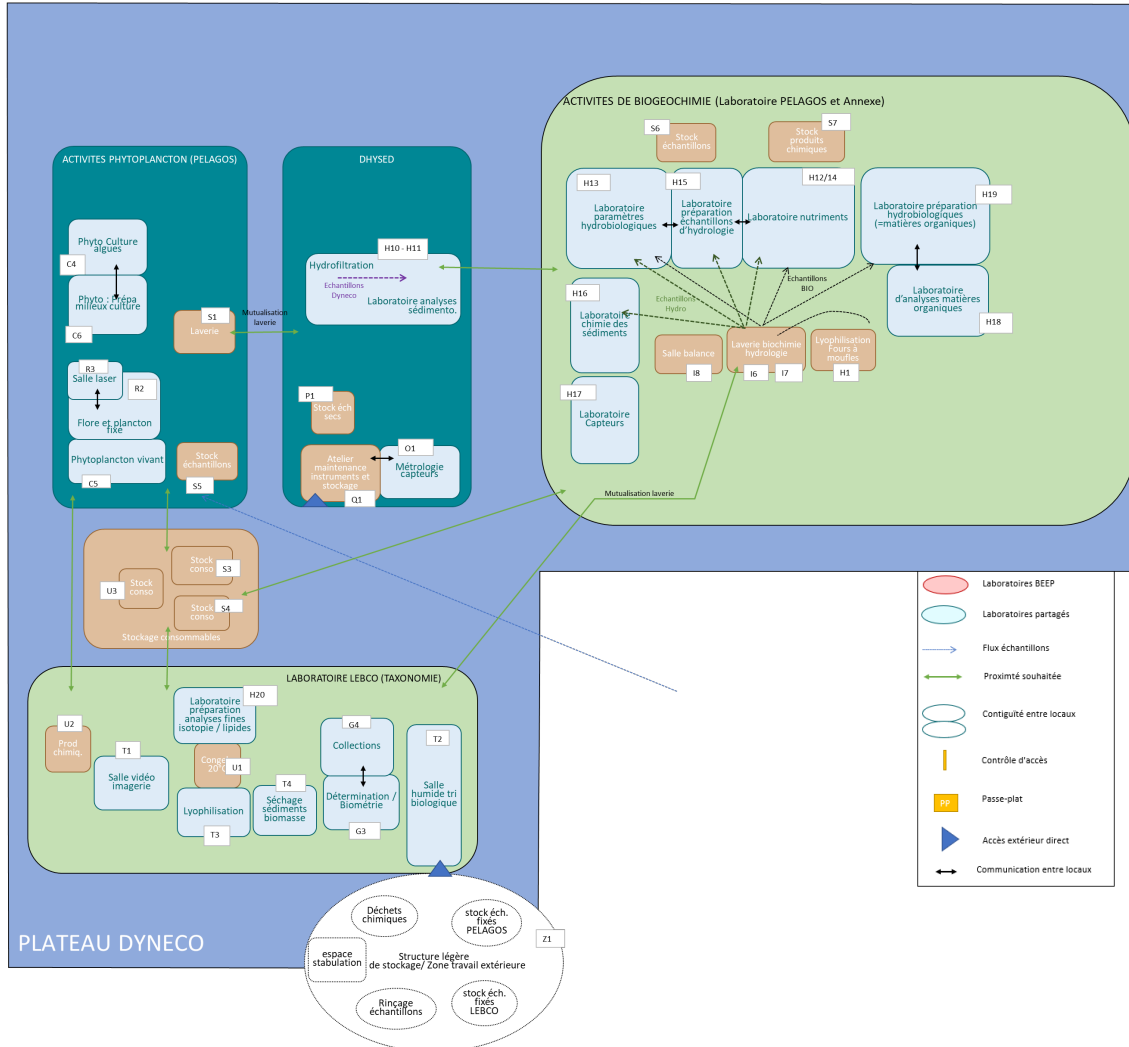 ACTIVITES DE BIOGEOCHIMIE (Laboratoire PELAGOS et Annexe)
S6
Stock
échantillons
S7
Stock
produits
chimiques
H13
Laboratoire
paramètres
hydrobiologiques
H15
Laboratoire
préparation
échantillons
d'hydrologie
H12/14
Laboratoire nutriments
H19
Laboratoire préparation
hydrobiologiques
(=matières organiques)
Echantillons
BIO
Echantillons
Hydro
H16
Laboratoire
chimie des
sédiments
Laboratoire
d'analyses matières
organiques
H18
Salle balance
I8
Laverie biochimie
hydrologie
I6
I7
Lyophilisation
Fours à
moufles
H1
H17
Laboratoire
Capteurs
Mutualisation laverie
ACTIVITES PHYTOPLANCTON (PELAGOS)
Phyto Culture
algues
C4
Phyto : Prépa
milleux culture
C6
S1
Laverie
Mutualisation
laverie
R3
Salle laser
R2
Flore et plancton
fixé
Phytoplancton vivant
C5
Stock
échantillons
S5
DHYSED
H10 - H11
Hydrofiltration
Echantillons
Dyneco
Laboratoire analyses
sédimento.
P1
Stock éch
secs
O1
Atelier
maintenance
instruments et
stockage
Métrologie
capteurs
Q1
Stock
conso
S3
U3
Stock
conso
Stock
conso
S4
Stockage consommables
LABORATOIRE LEBCO (TAXONOMIE)
U2
Prod
chimiq.
T1
Salle vidéo
imagerie
H20
Laboratoire
préparation
analyses fines
isotopie / lipides
U1
Lyophilisation
T3
T4
Séchage
sédiments
biomasse
G4
Collections
Détermination /
Biométrie
G3
T2
Salle
humide tri
biologique
PLATEAU DYNECO
Déchets
chimiques
stock éch.
fixés
PELAGOS
Z1
espace
stabulation
Structure légère
de stockage/ Zone travail extérieure
Rinçage
échantillons
stock éch.
fixés
LEBCO
Laboratoires BEEP
Laboratoires partagés
Flux échantillons
Proximté souhaitée
Contiguïté entre locaux
Contrôle d'accès
PP
Passe-plat
Accès extérieur direct
Communication entre locaux